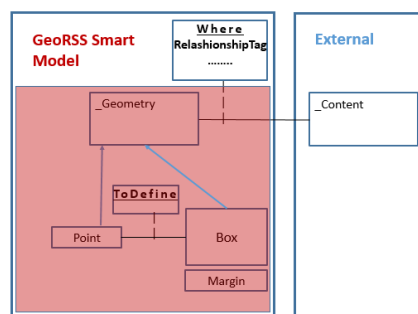 GeoRSS Smart
Model
Where
RelashionshipTag
........
External
_Geometry
_Content
ToDefine
Point
Box
Margin